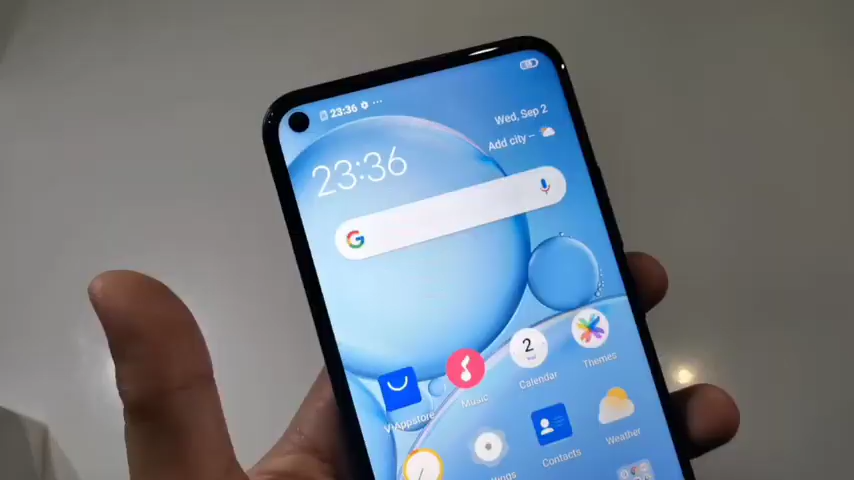 23:36
Wed, Sep 2
Add city --
23:36
G
V-Appstore
Music
2
Calendar
Themes
Contacts
Weather